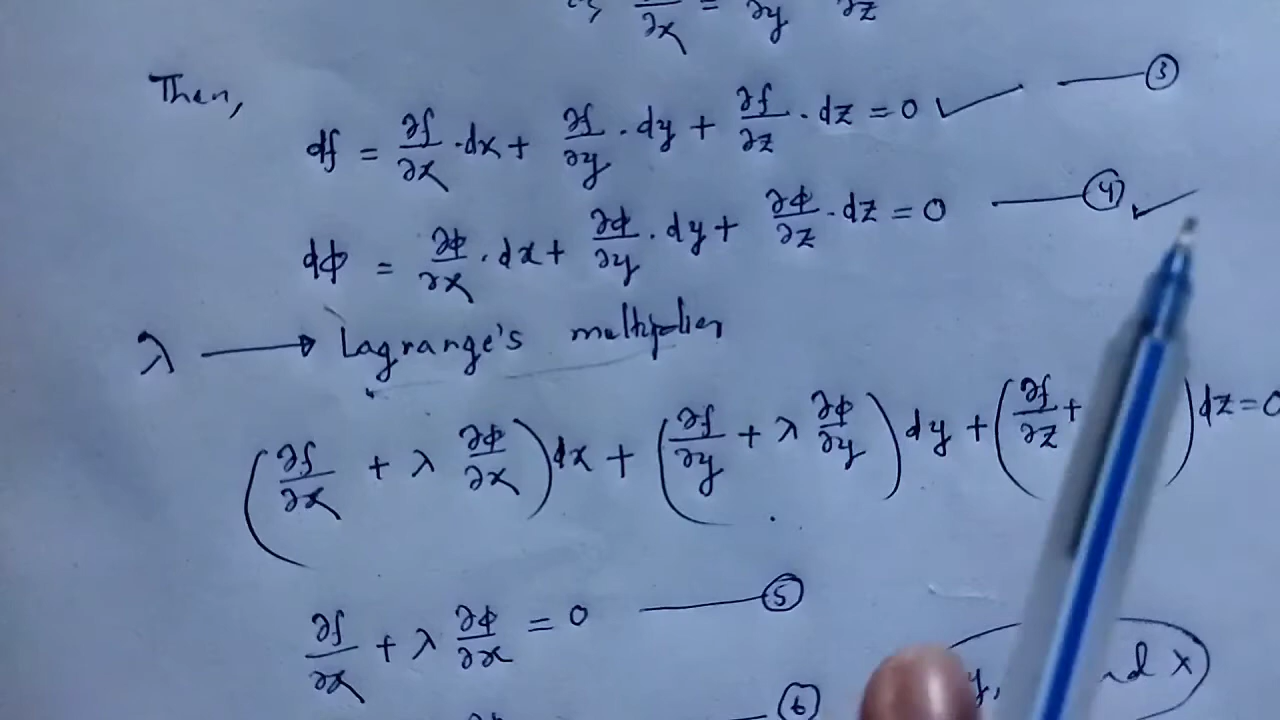 ∂x = ∂y ∂z
Then,
df = ∂f/∂x · dx + ∂f/∂y · dy + ∂f/∂z · dz = 0 ✓ — ③
dϕ = ∂ϕ/∂x · dx + ∂ϕ/∂y · dy + ∂ϕ/∂z · dz = 0 — ④ ✓
λ → Lagrange's multiplier
(∂f/∂x + λ ∂ϕ/∂x) dx + (∂f/∂y + λ ∂ϕ/∂y) dy + (∂f/∂z + ) dz = 0
∂f/∂x + λ ∂ϕ/∂x = 0 — ⑤
— ⑥